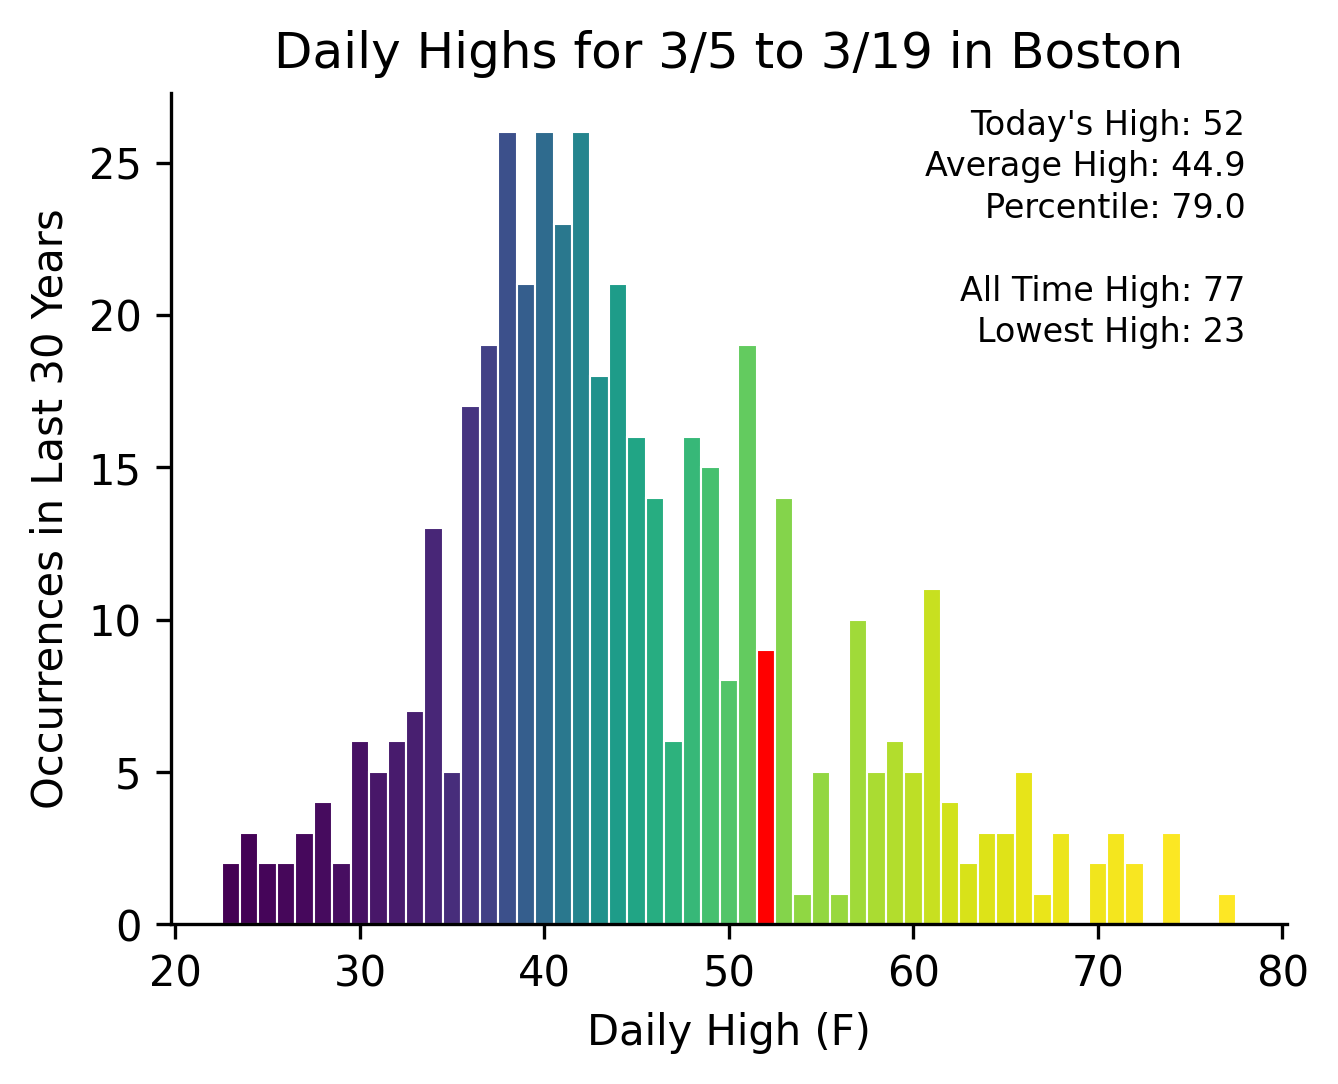 Daily Highs for 3/5 to 3/19 in Boston
Today's High: 52
Average High: 44.9
Percentile: 79.0
All Time High: 77
Lowest High: 23
Occurrences in Last 30 Years
25
20
15
10
5
0
20 30 40 50 60 70 80
Daily High (F)